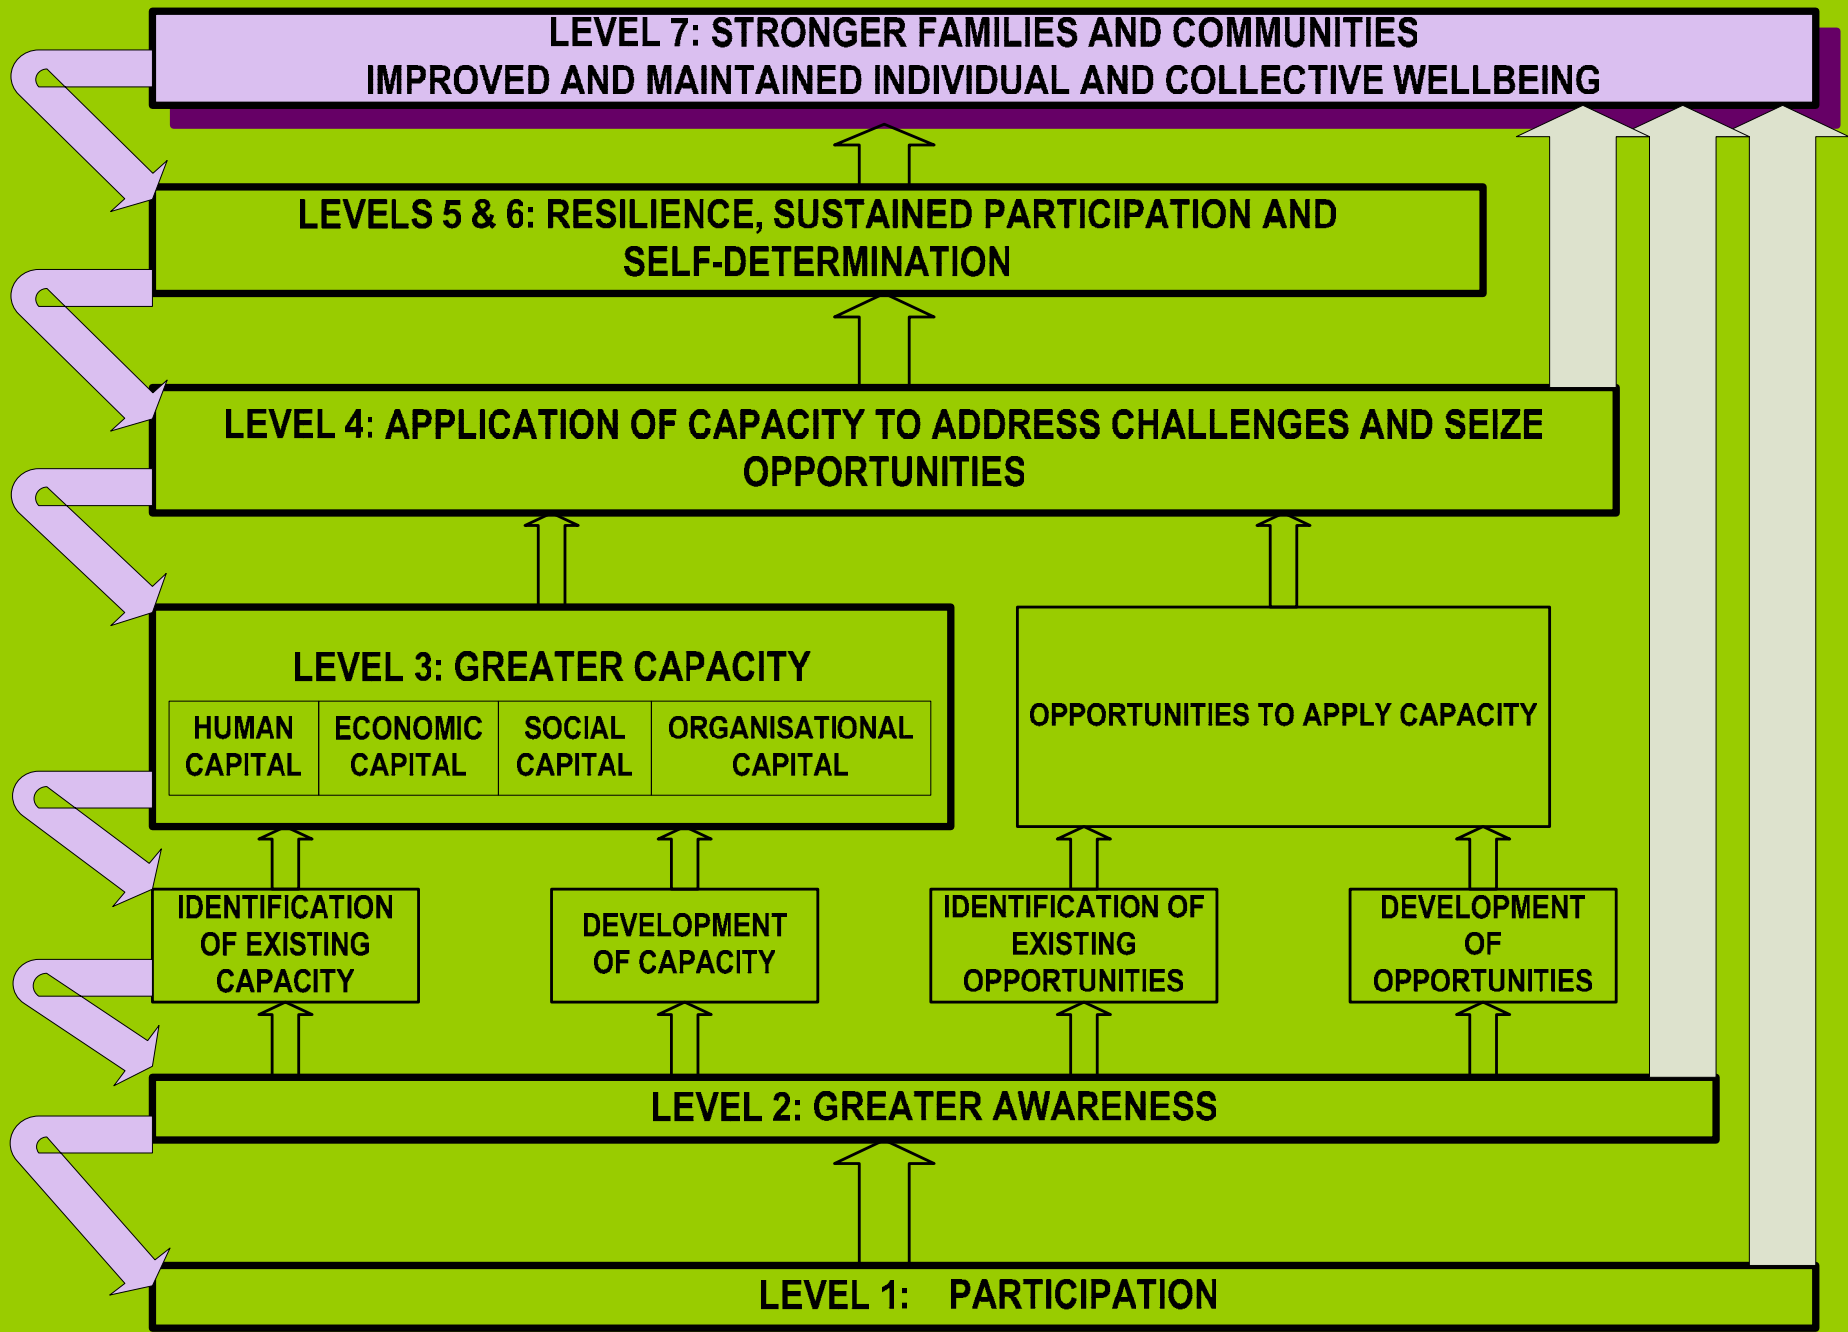 LEVEL 7: STRONGER FAMILIES AND COMMUNITIES
IMPROVED AND MAINTAINED INDIVIDUAL AND COLLECTIVE WELLBEING
LEVELS 5 & 6: RESILIENCE, SUSTAINED PARTICIPATION AND
SELF-DETERMINATION
LEVEL 4: APPLICATION OF CAPACITY TO ADDRESS CHALLENGES AND SEIZE
OPPORTUNITIES
LEVEL 3: GREATER CAPACITY
HUMAN
CAPITAL
ECONOMIC
CAPITAL
SOCIAL
CAPITAL
ORGANISATIONAL
CAPITAL
OPPORTUNITIES TO APPLY CAPACITY
IDENTIFICATION
OF EXISTING
CAPACITY
DEVELOPMENT
OF CAPACITY
IDENTIFICATION OF
EXISTING
OPPORTUNITIES
DEVELOPMENT
OF
OPPORTUNITIES
LEVEL 2: GREATER AWARENESS
LEVEL 1: PARTICIPATION